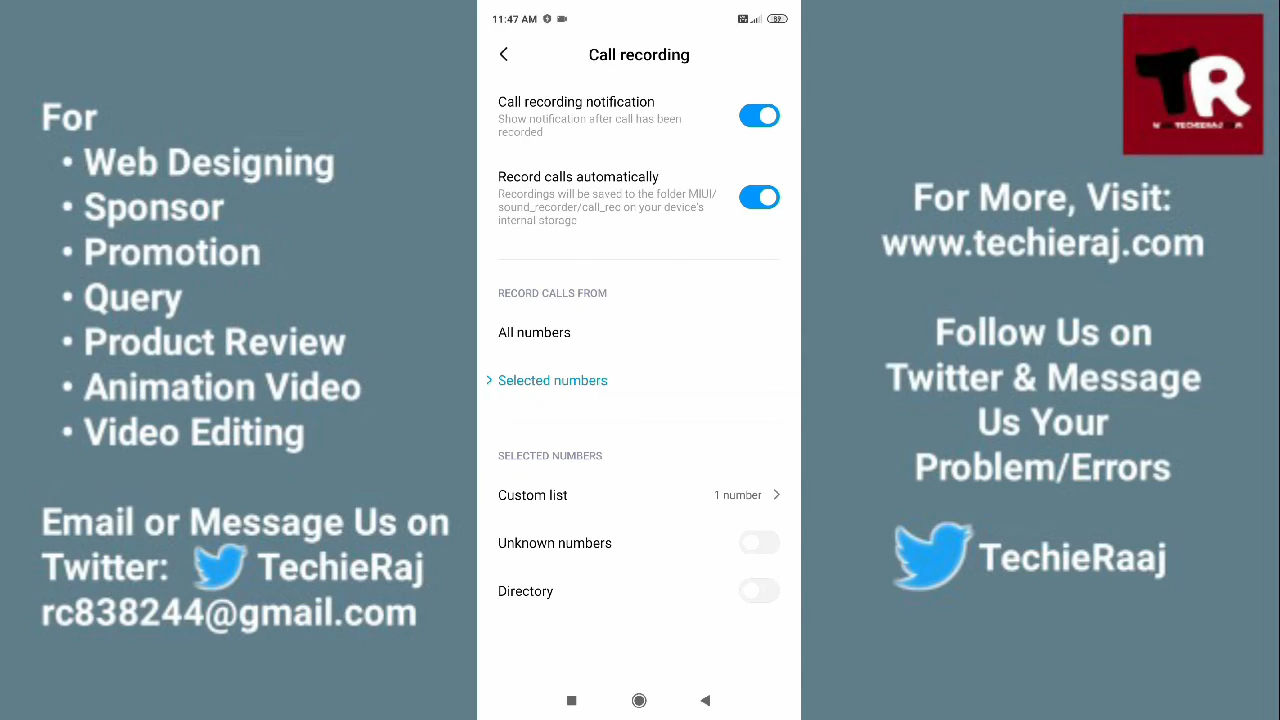 For
• Web Designing
• Sponsor
• Promotion
• Query
• Product Review
• Animation Video
• Video Editing
Email or Message Us on
Twitter: TechieRaj
rc838244@gmail.com
11:47 AM
89
Call recording
Call recording notification
Show notification after call has been
recorded
Record calls automatically
Recordings will be saved to the folder MIUI/
sound_recorder/call_rec on your device's
internal storage
RECORD CALLS FROM
All numbers
Selected numbers
SELECTED NUMBERS
Custom list
1 number
Unknown numbers
Directory
TR
For More, Visit:
www.techieraj.com
Follow Us on
Twitter & Message
Us Your
Problem/Errors
TechieRaaj